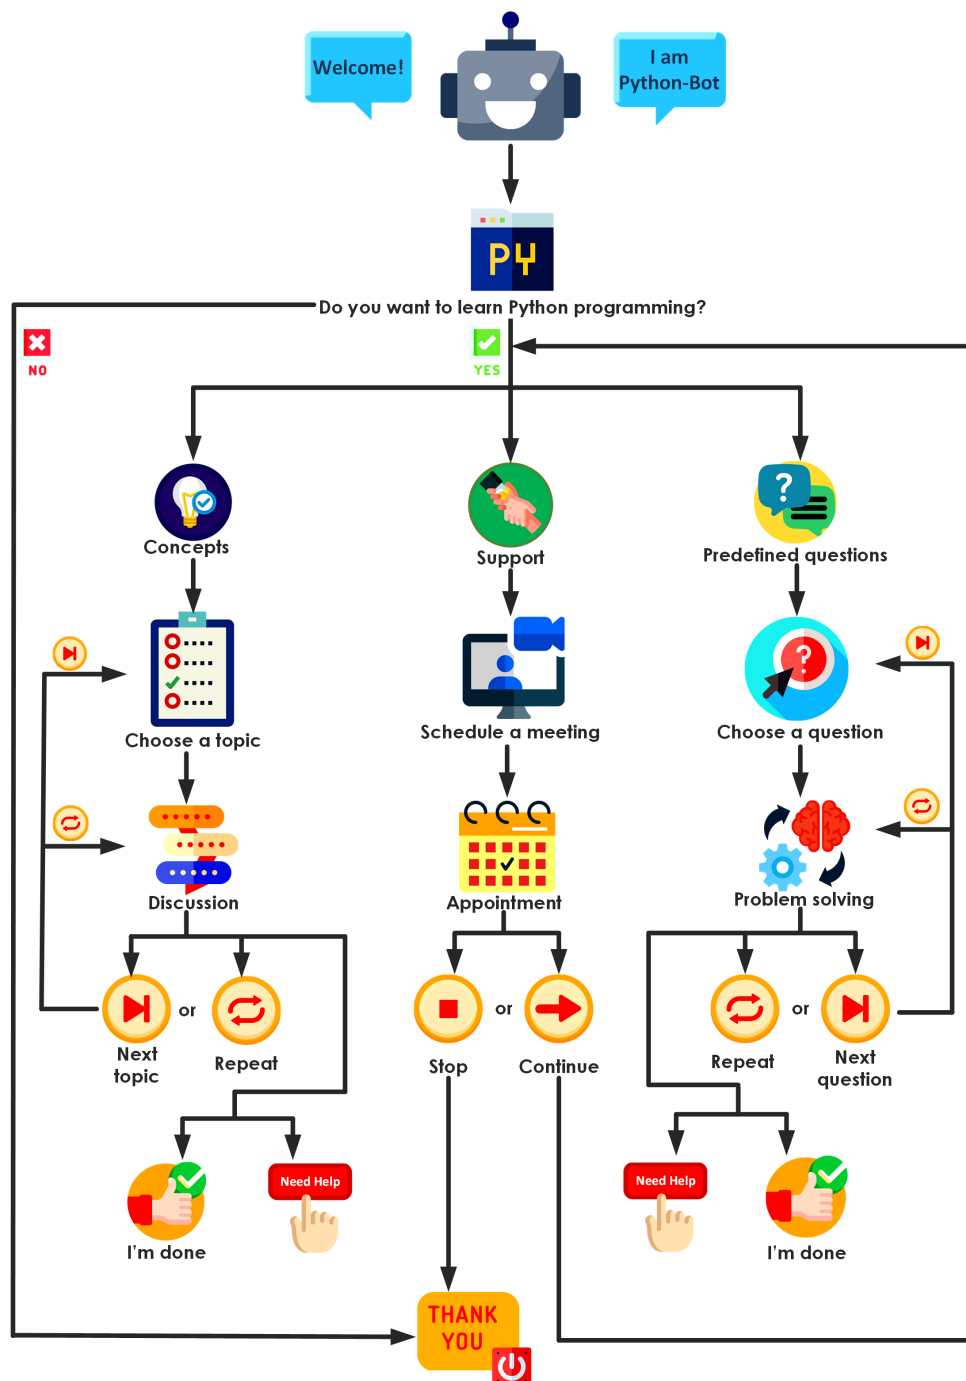 Welcome!
I am
Python-Bot
PY
Do you want to learn Python programming?
NO
YES
Concepts
Support
Predefined questions
Choose a topic
Schedule a meeting
Choose a question
Discussion
Appointment
Problem solving
or
or
or
Next
topic
Repeat
Stop
Continue
Repeat
Next
question
Need Help
Need Help
I'm done
I'm done
THANK
YOU